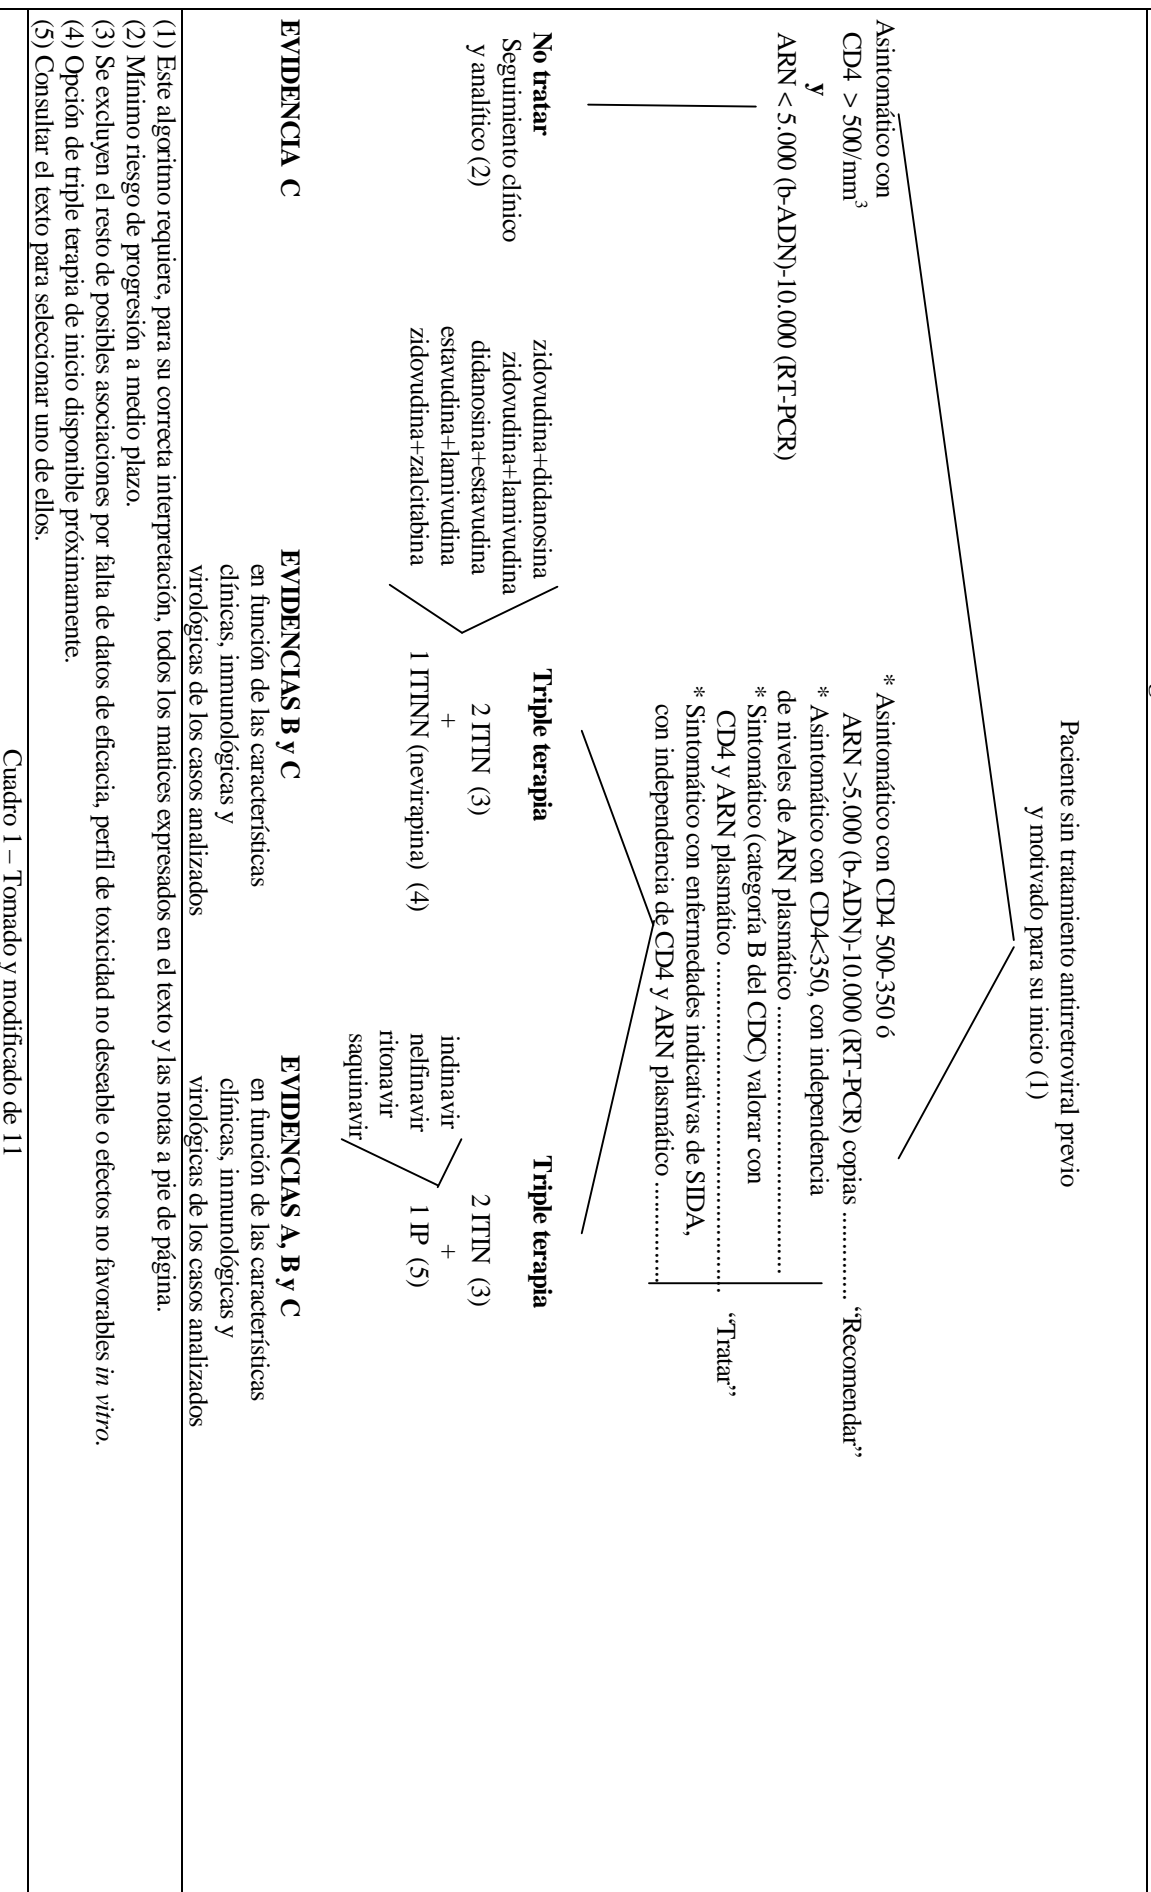 Paciente sin tratamiento antirretroviral previo
y motivado para su inicio (1)
Asintomático con
CD4 > 500/mm3
y
ARN < 5.000 (b-ADN)-10.000 (RT-PCR)
* Asintomático con CD4 500-350 ó
ARN >5.000 (b-ADN)-10.000 (RT-PCR) copias ............. “Recomendar”
* Asintomático con CD4<350, con independencia
de niveles de ARN plasmático ........................................
* Sintomático (categoría B del CDC) valorar con
CD4 y ARN plasmático .................................................. “Tratar”
* Sintomático con enfermedades indicativas de SIDA,
con independencia de CD4 y ARN plasmático ...............
No tratar
Seguimiento clínico
y analítico (2)
zidovudina+didanosina
zidovudina+lamivudina
didanosina+estavudina
estavudina+lamivudina
zidovudina+zalcitabina
Triple terapia
2 ITIN (3)
+
1 ITINN (nevirapina) (4)
indinavir
nelfinavir
ritonavir
saquinavir
Triple terapia
2 ITIN (3)
+
1 IP (5)
EVIDENCIA C
EVIDENCIAS B y C
en función de las características
clínicas, inmunológicas y
virológicas de los casos analizados
EVIDENCIAS A, B y C
en función de las características
clínicas, inmunológicas y
virológicas de los casos analizados
(1) Este algoritmo requiere, para su correcta interpretación, todos los matices expresados en el texto y las notas a pie de página.
(2) Mínimo riesgo de progresión a medio plazo.
(3) Se excluyen el resto de posibles asociaciones por falta de datos de eficacia, perfil de toxicidad no deseable o efectos no favorables in vitro.
(4) Opción de triple terapia de inicio disponible próximamente.
(5) Consultar el texto para seleccionar uno de ellos.
Cuadro 1 – Tomado y modificado de 11